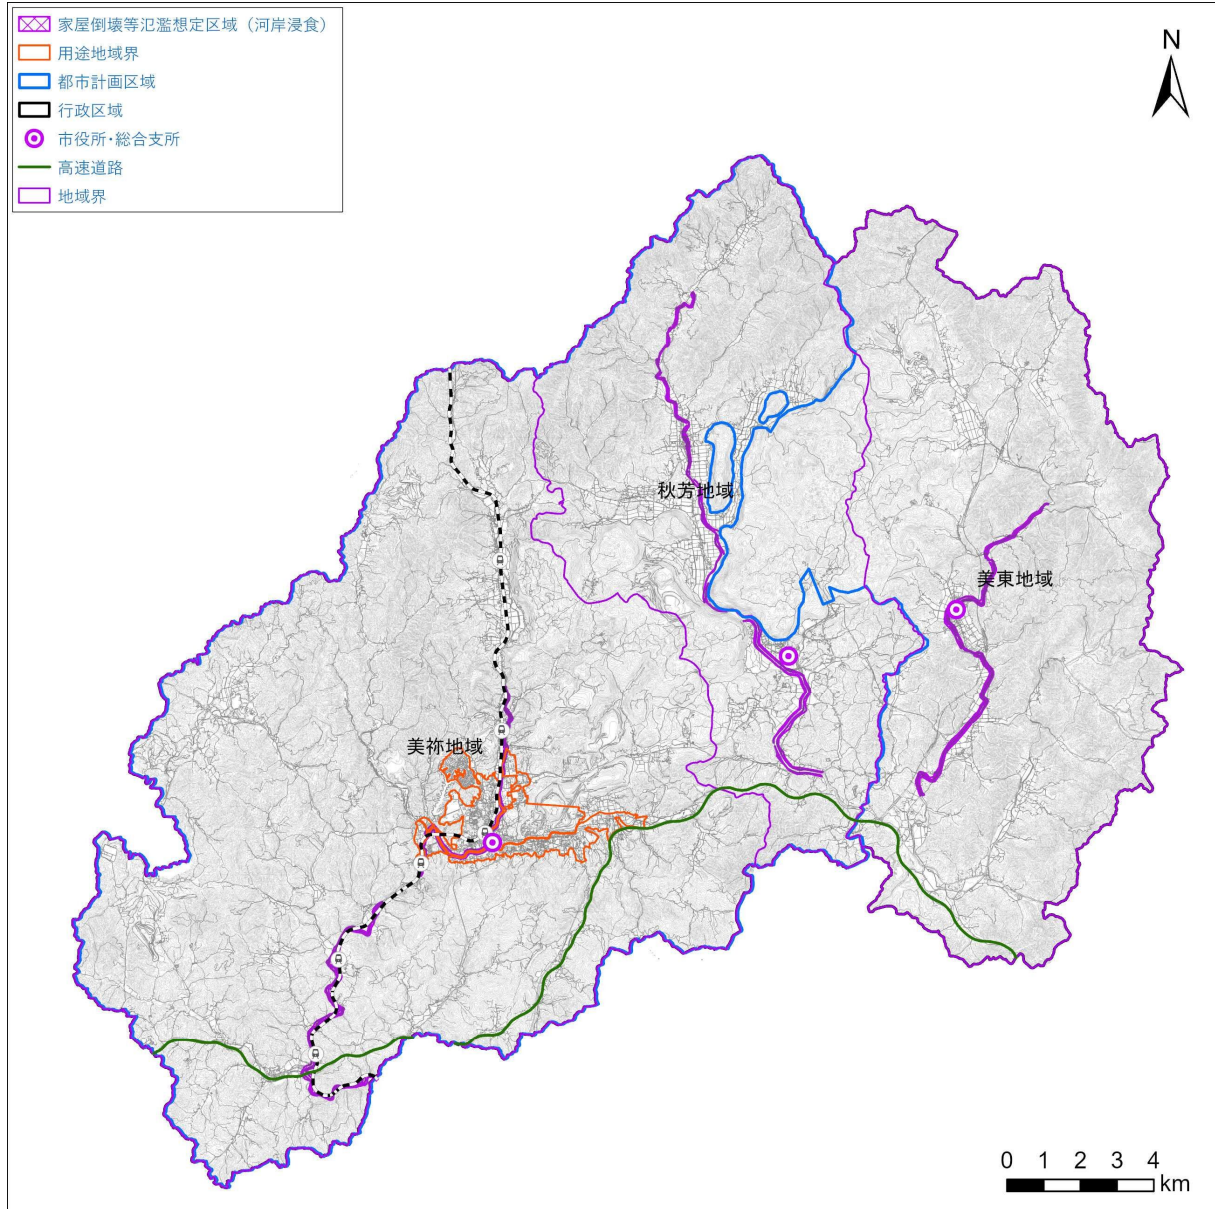 家屋倒壊等氾濫想定区域（河岸浸食）
用途地域界
都市計画区域
行政区域
市役所・総合支所
高速道路
地域界
N
秋芳地域
美東地域
美祢地域
0 1 2 3 4
km